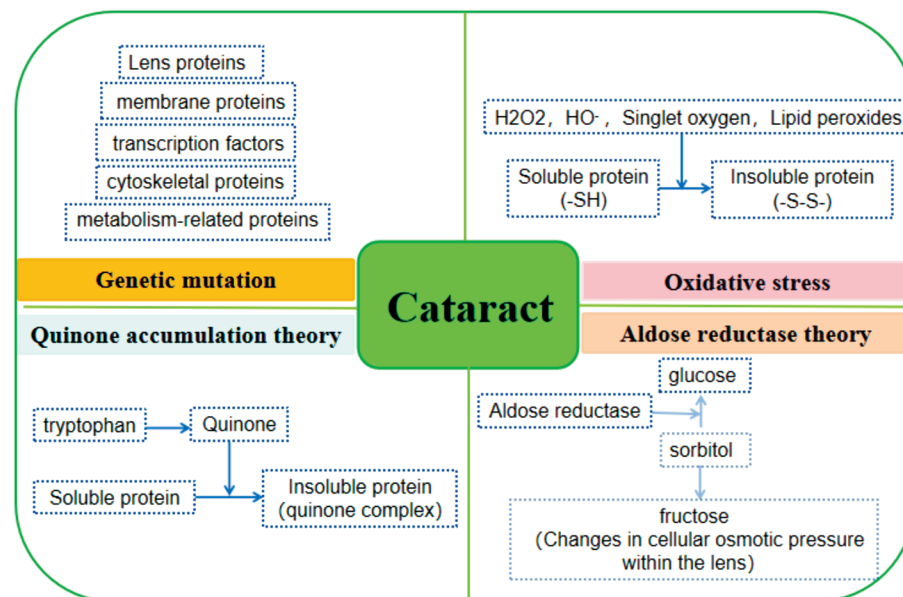 Lens proteins
membrane proteins
transcription factors
cytoskeletal proteins
metabolism-related proteins
Genetic mutation
H2O2, HO-, Singlet oxygen, Lipid peroxides
Soluble protein
(-SH)
Insoluble protein
(-S-S-)
Oxidative stress
Cataract
Quinone accumulation theory
tryptophan
Quinone
Soluble protein
Insoluble protein
(quinone complex)
Aldose reductase theory
glucose
Aldose reductase
sorbitol
fructose
(Changes in cellular osmotic pressure
within the lens)